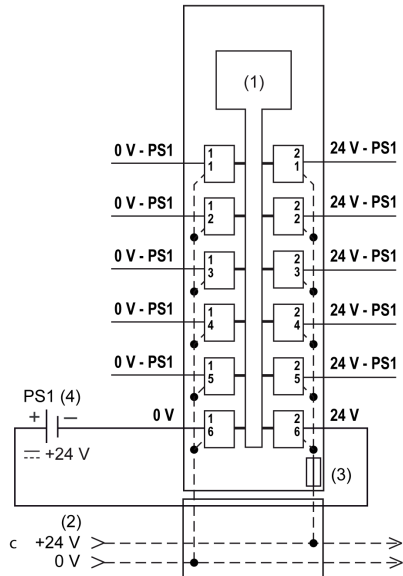 (1)
0 V - PS1 1 1 2 1 24 V - PS1
0 V - PS1 1 2 2 2 24 V - PS1
0 V - PS1 1 3 2 3 24 V - PS1
0 V - PS1 1 4 2 4 24 V - PS1
0 V - PS1 1 5 2 5 24 V - PS1
PS1 (4)
+ – 0 V 1 6 2 6 24 V
+24 V
(3)
(2)
c +24 V
0 V